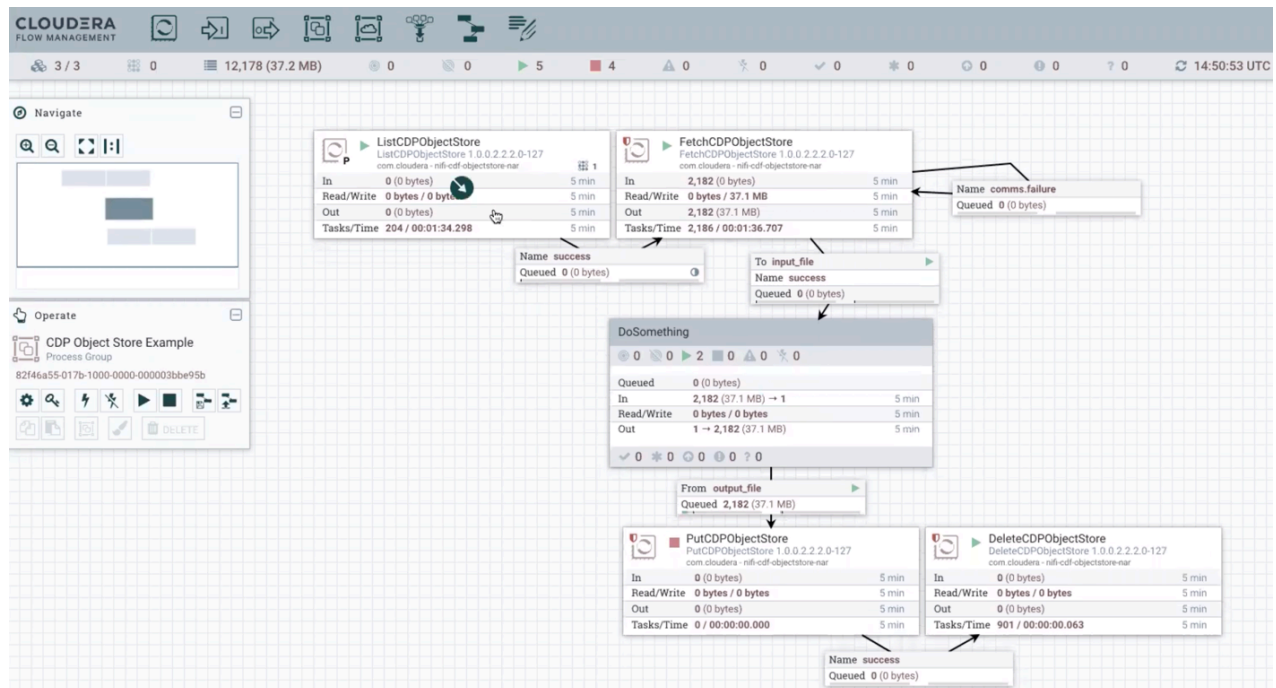 CLOUDERA
FLOW MANAGEMENT
3 / 3 0 12,178 (37.2 MB) 0 0 5 4 0 0 0 0 0 0 ? 0 14:50:53 UTC
Navigate
Operate
CDP Object Store Example
Process Group
82f46a55-017b-1000-0000-000003bbe95b
DELETE
ListCDPObjectStore
ListCDPObjectStore 1.0.0.2.2.2.0-127
com.cloudera - nifi-cdf-objectstore-nar
P
1
In 0 (0 bytes) 5 min
Read/Write 0 bytes / 0 bytes 5 min
Out 0 (0 bytes) 5 min
Tasks/Time 204 / 00:01:34.298 5 min
FetchCDPObjectStore
FetchCDPObjectStore 1.0.0.2.2.2.0-127
com.cloudera - nifi-cdf-objectstore-nar
In 2,182 (0 bytes) 5 min
Read/Write 0 bytes / 37.1 MB 5 min
Out 2,182 (37.1 MB) 5 min
Tasks/Time 2,186 / 00:01:36.707 5 min
Name comms.failure
Queued 0 (0 bytes)
Name success
Queued 0 (0 bytes)
To input_file
Name success
Queued 0 (0 bytes)
DoSomething
0 0 2 0 0 0
Queued 0 (0 bytes)
In 2,182 (37.1 MB) → 1 5 min
Read/Write 0 bytes / 0 bytes 5 min
Out 1 → 2,182 (37.1 MB) 5 min
0 0 0 0 ? 0
From output_file
Queued 2,182 (37.1 MB)
PutCDPObjectStore
PutCDPObjectStore 1.0.0.2.2.2.0-127
com.cloudera - nifi-cdf-objectstore-nar
In 0 (0 bytes) 5 min
Read/Write 0 bytes / 0 bytes 5 min
Out 0 (0 bytes) 5 min
Tasks/Time 0 / 00:00:00.000 5 min
DeleteCDPObjectStore
DeleteCDPObjectStore 1.0.0.2.2.2.0-127
com.cloudera - nifi-cdf-objectstore-nar
In 0 (0 bytes) 5 min
Read/Write 0 bytes / 0 bytes 5 min
Out 0 (0 bytes) 5 min
Tasks/Time 901 / 00:00:00.063 5 min
Name success
Queued 0 (0 bytes)